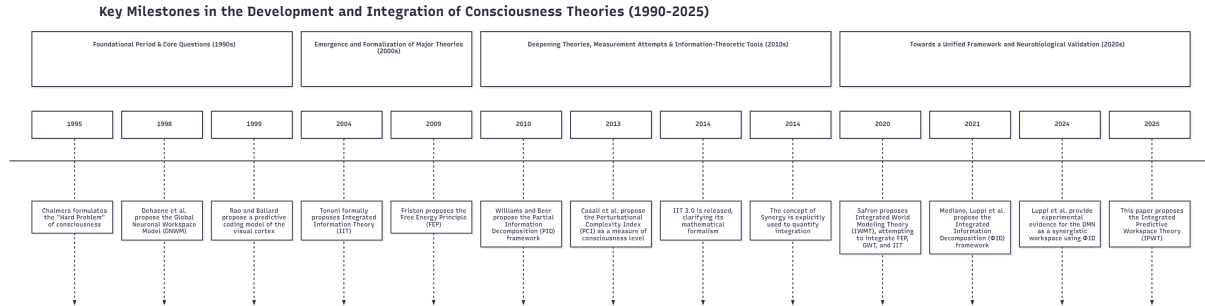 Key Milestones in the Development and Integration of Consciousness Theories (1990-2025)
Foundational Period & Core Questions (1990s)
Emergence and Formalization of Major Theories
(2000s)
Deepening Theories, Measurement Attempts & Information-Theoretic Tools (2010s)
Towards a Unified Framework and Neurobiological Validation (2020s)
1995
1998
1999
2004
2009
2010
2013
2014
2014
2020
2021
2024
2025
Chalmers formulates
the "Hard Problem"
of consciousness
Dehaene et al.
propose the Global
Neuronal Workspace
Model (GNWM)
Rao and Ballard
propose a predictive
coding model of the
visual cortex
Tononi formally
proposes Integrated
Information Theory
(IIT)
Friston proposes the
Free Energy Principle
(FEP)
Williams and Beer
propose the Partial
Information
Decomposition (PID)
framework
Casali et al. propose
the Perturbational
Complexity Index
(PCI) as a measure of
consciousness level
IIT 3.0 is released,
clarifying its
mathematical
formalism
The concept of
Synergy is explicitly
used to quantify
integration
Safron proposes
Integrated World
Modeling Theory
(IWMT), attempting
to integrate FEP,
GWT, and IIT
Mediano, Luppi et al.
propose the
Integrated
Information
Decomposition (ΦID)
framework
Luppi et al. provide
experimental
evidence for the DMN
as a synergistic
workspace using ΦID
This paper proposes
the Integrated
Predictive
Workspace Theory
(IPWT)